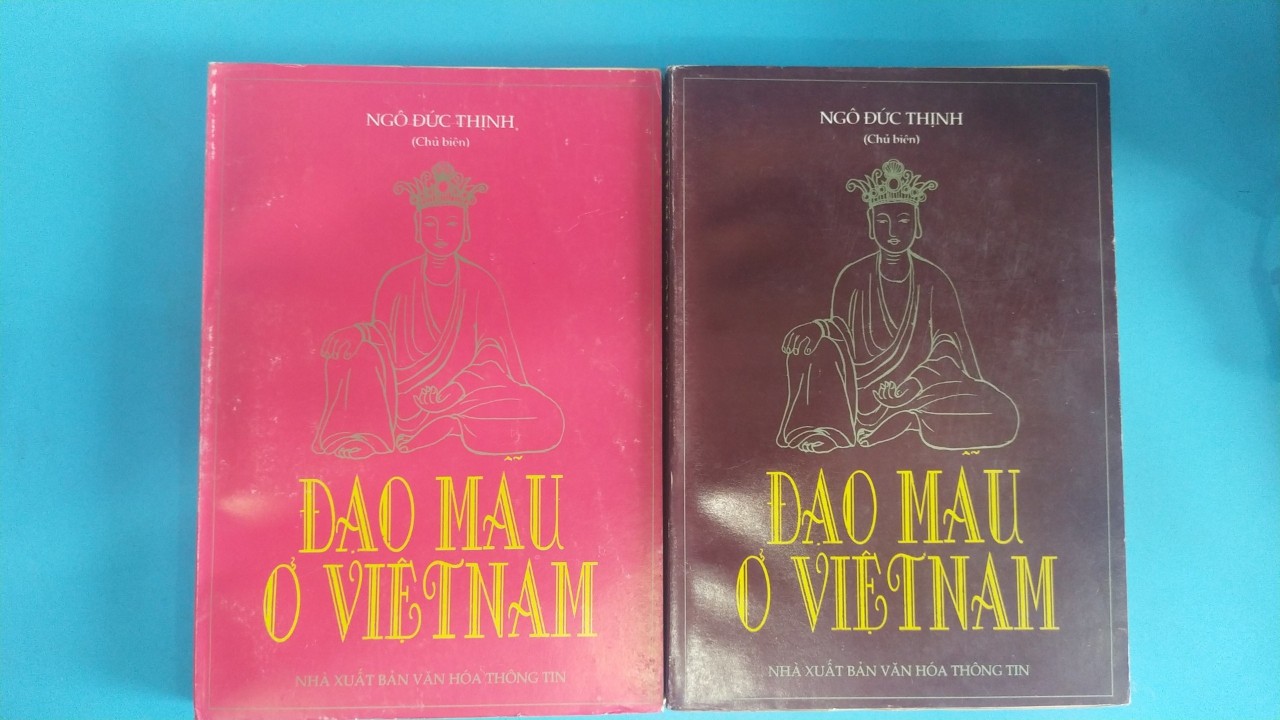 NGÔ ĐỨC THỊNH
(Chủ biên)
ĐẠO MẪU
Ở VIỆTNAM
NHÀ XUẤT BẢN VĂN HÓA THÔNG TIN
NGÔ ĐỨC THỊNH
(Chủ biên)
ĐẠO MẪU
Ở VIỆTNAM
NHÀ XUẤT BẢN VĂN HÓA THÔNG TIN